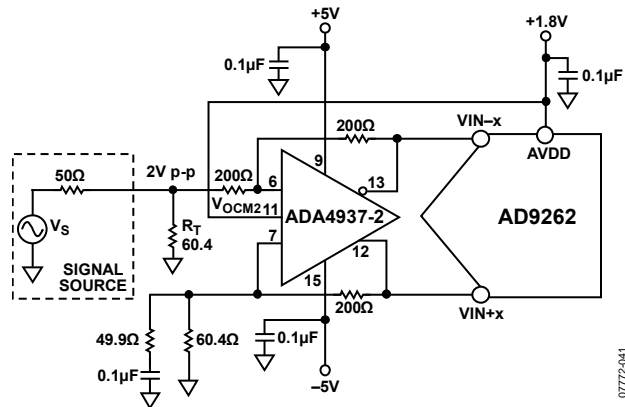 +5V
+1.8V
0.1µF
0.1µF
VIN–x
200Ω
AVDD
50Ω
2V p-p
200Ω
9
6
13
VOCM2
11
ADA4937-2
AD9262
VS
RT
60.4
7
12
SIGNAL
SOURCE
15
200Ω
VIN+x
49.9Ω
60.4Ω
0.1µF
0.1µF
–5V
07772-041